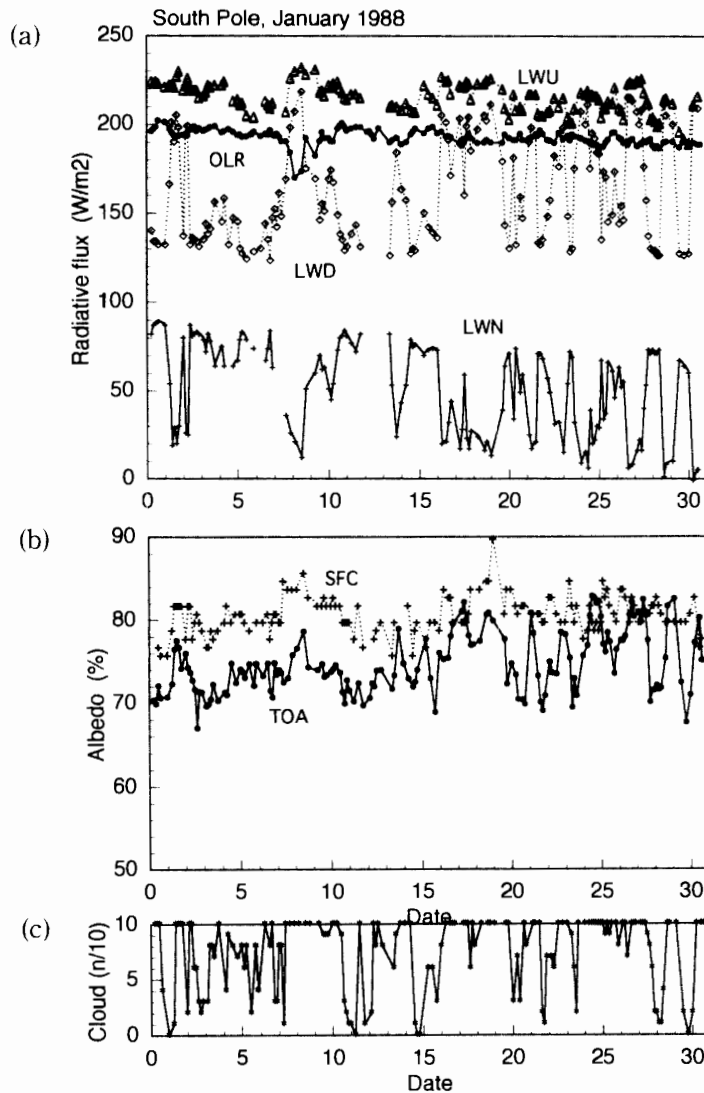 South Pole, January 1988
(a)
250
200
150
100
50
0
Radiative flux (W/m2)
LWU
OLR
LWD
LWN
0 5 10 15 20 25 30
(b)
90
80
70
60
50
Albedo (%)
SFC
TOA
0 5 10 15 20 25 30
Date
(c)
10
5
0
Cloud (n/10)
0 5 10 15 20 25 30
Date